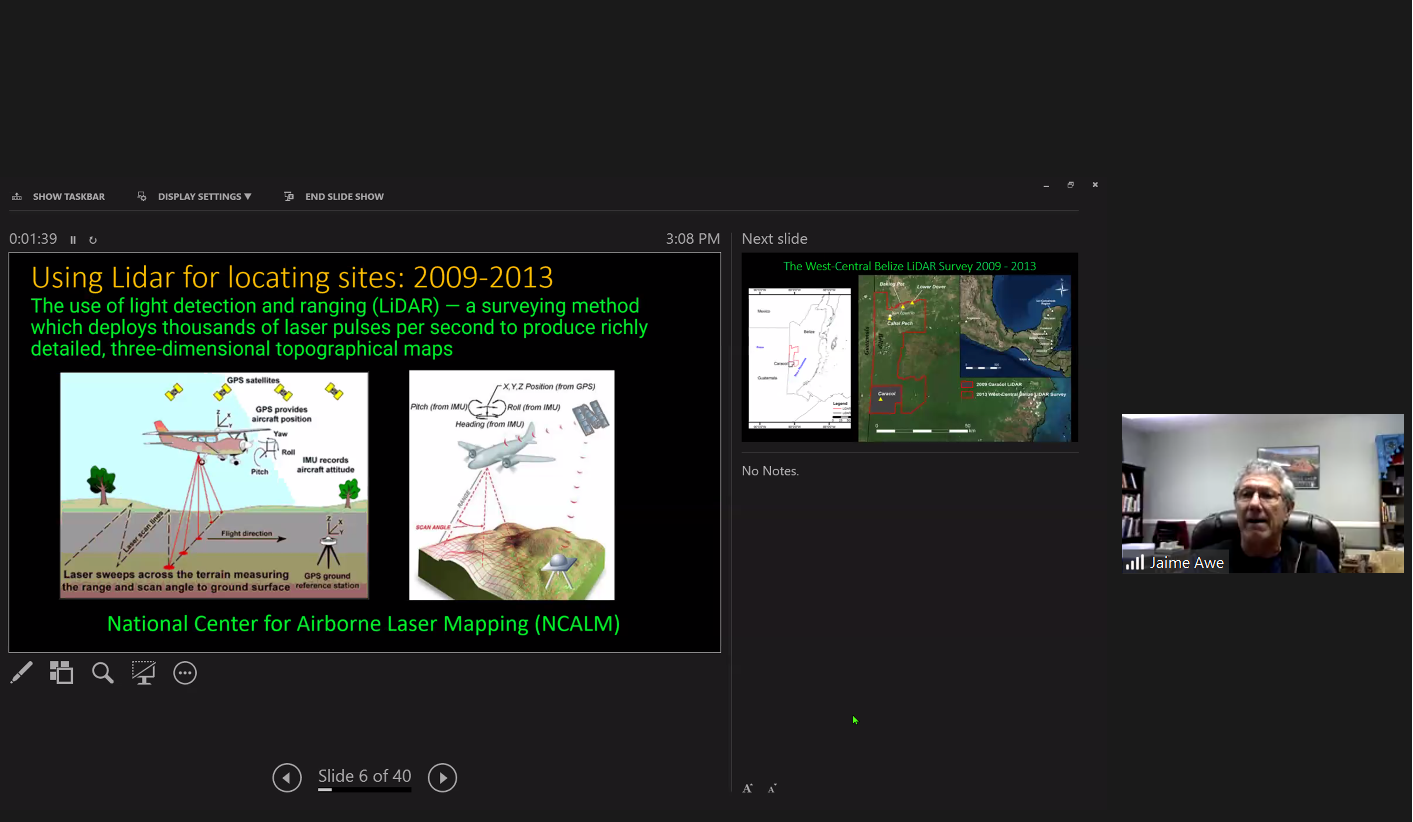 SHOW TASKBAR
DISPLAY SETTINGS ▼
END SLIDE SHOW
0:01:39
3:08 PM
Using Lidar for locating sites: 2009-2013
The use of light detection and ranging (LiDAR) — a surveying method
which deploys thousands of laser pulses per second to produce richly
detailed, three-dimensional topographical maps
GPS satellites
GPS provides
aircraft position
Z
X
Y
Yaw
Roll
Pitch
IMU records
aircraft attitude
Laser scan lines
Flight direction
Z
X
Y
Laser sweeps across the terrain measuring
the range and scan angle to ground surface
GPS ground
reference station
X,Y,Z Position (from GPS)
Pitch (from IMU)
Roll (from IMU)
Heading (from IMU)
RANGE
SCAN ANGLE
National Center for Airborne Laser Mapping (NCALM)
Slide 6 of 40
Next slide
The West-Central Belize LiDAR Survey 2009 - 2013
Mexico
Belize
Caracol
Guatemala
Legend
Baking Pot
Lower Dover
Cahal Pech
Caracol
2009 Caracol LiDAR
2013 West-Central Belize LiDAR Survey
No Notes.
A
A
Jaime Awe